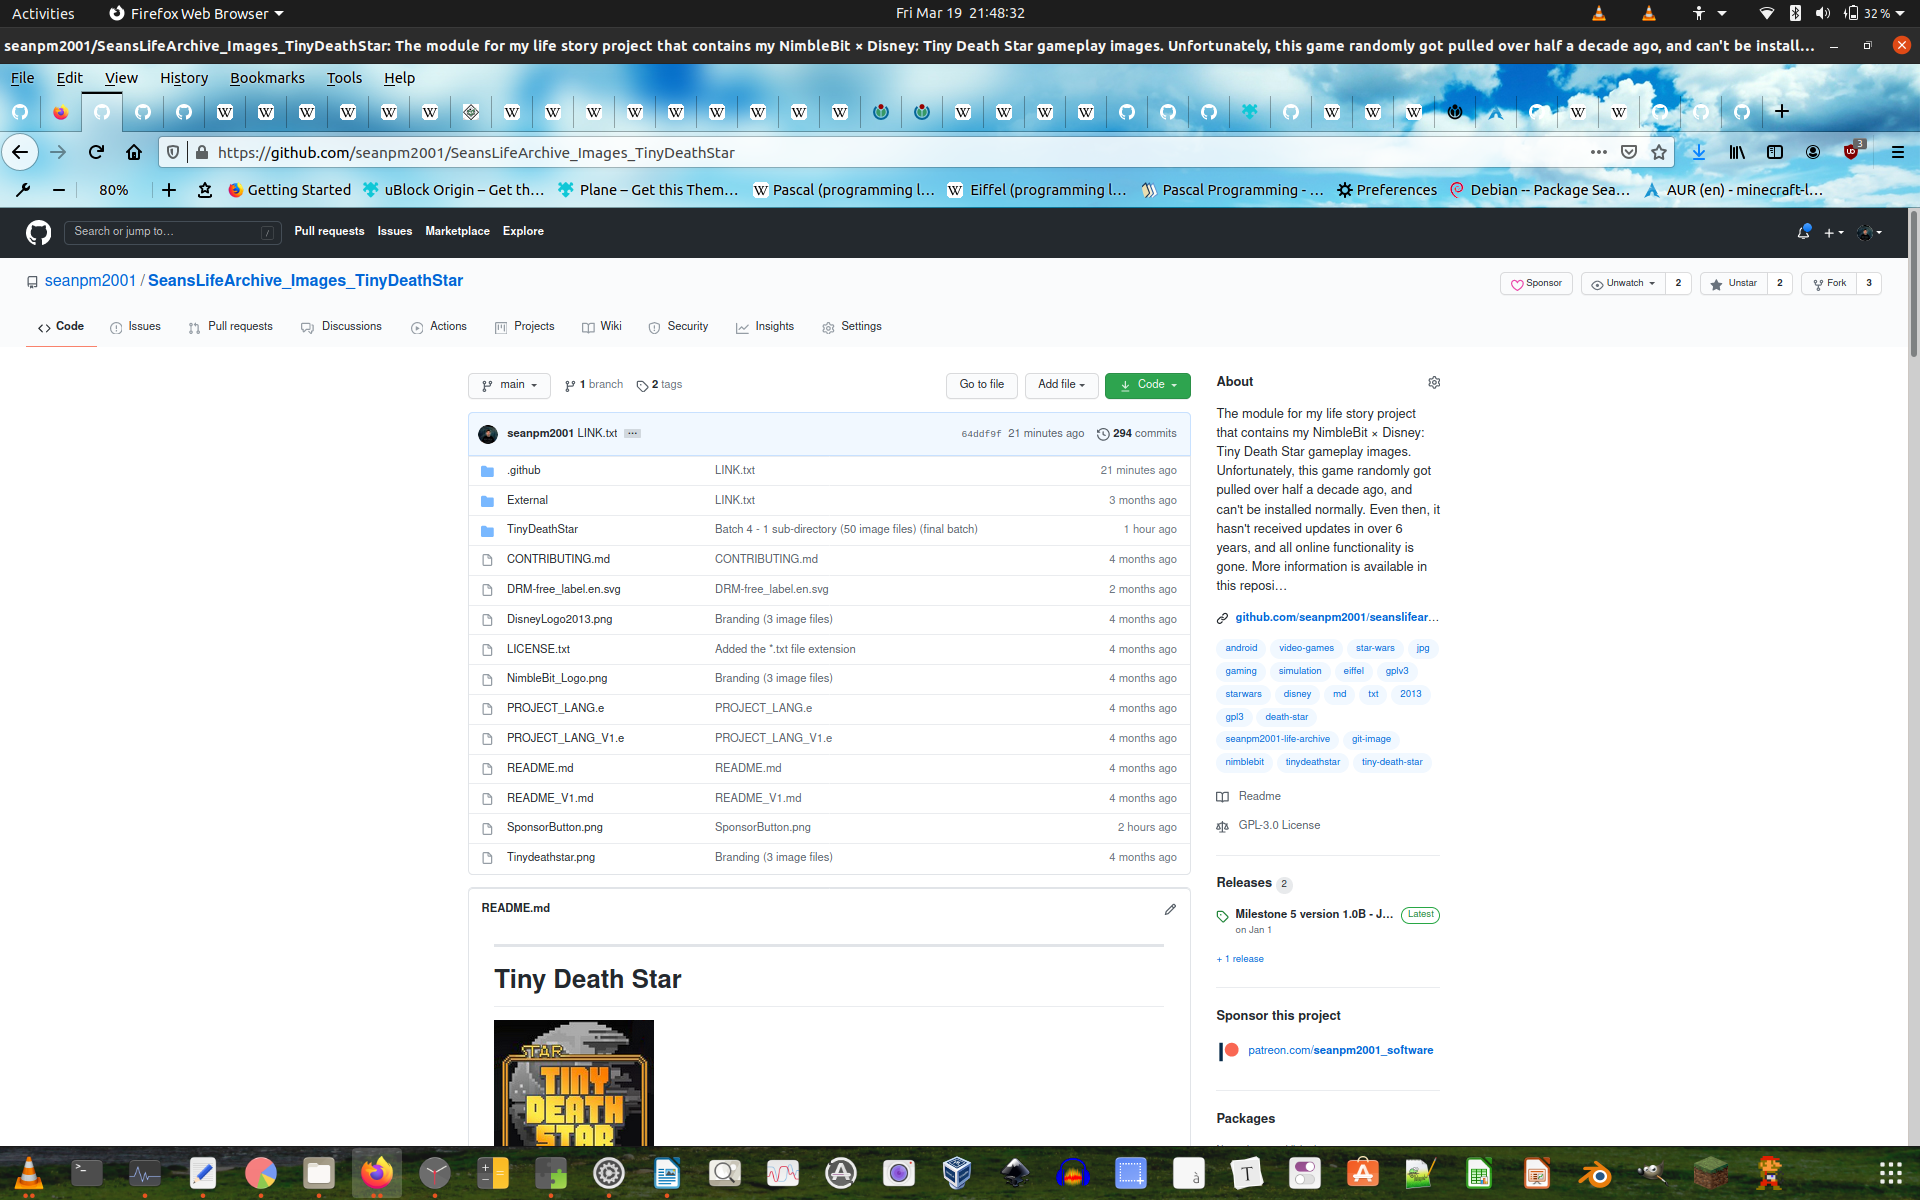 Activities Firefox Web Browser Fri Mar 19 21:48:32 32 %
seanpm2001/SeansLifeArchive_Images_TinyDeathStar: The module for my life story project that contains my NimbleBit × Disney: Tiny Death Star gameplay images. Unfortunately, this game randomly got pulled over half a decade ago, and can't be install…
File Edit View History Bookmarks Tools Help
https://github.com/seanpm2001/SeansLifeArchive_Images_TinyDeathStar 3
80% Getting Started uBlock Origin – Get th… Plane – Get this Them… Pascal (programming l… Eiffel (programming l… Pascal Programming - … Preferences Debian -- Package Sea… AUR (en) - minecraft-l…
Search or jump to… / Pull requests Issues Marketplace Explore
seanpm2001 / SeansLifeArchive_Images_TinyDeathStar Sponsor Unwatch 2 Unstar 2 Fork 3
Code Issues Pull requests Discussions Actions Projects Wiki Security Insights Settings
main 1 branch 2 tags Go to file Add file Code
seanpm2001 LINK.txt 64ddf9f 21 minutes ago 294 commits
.github LINK.txt 21 minutes ago
External LINK.txt 3 months ago
TinyDeathStar Batch 4 - 1 sub-directory (50 image files) (final batch) 1 hour ago
CONTRIBUTING.md CONTRIBUTING.md 4 months ago
DRM-free_label.en.svg DRM-free_label.en.svg 2 months ago
DisneyLogo2013.png Branding (3 image files) 4 months ago
LICENSE.txt Added the *.txt file extension 4 months ago
NimbleBit_Logo.png Branding (3 image files) 4 months ago
PROJECT_LANG.e PROJECT_LANG.e 4 months ago
PROJECT_LANG_V1.e PROJECT_LANG_V1.e 4 months ago
README.md README.md 4 months ago
README_V1.md README_V1.md 4 months ago
SponsorButton.png SponsorButton.png 2 hours ago
Tinydeathstar.png Branding (3 image files) 4 months ago
README.md
Tiny Death Star
STAR
TINY
DEATH
STAR
About
The module for my life story project
that contains my NimbleBit × Disney:
Tiny Death Star gameplay images.
Unfortunately, this game randomly got
pulled over half a decade ago, and
can't be installed normally. Even then, it
hasn't received updates in over 6
years, and all online functionality is
gone. More information is available in
this reposi…
github.com/seanpm2001/seanslifear…
android video-games star-wars jpg
gaming simulation eiffel gplv3
starwars disney md txt 2013
gpl3 death-star
seanpm2001-life-archive git-image
nimblebit tinydeathstar tiny-death-star
Readme
GPL-3.0 License
Releases 2
Milestone 5 version 1.0B - J… Latest
on Jan 1
+ 1 release
Sponsor this project
patreon.com/seanpm2001_software
Packages